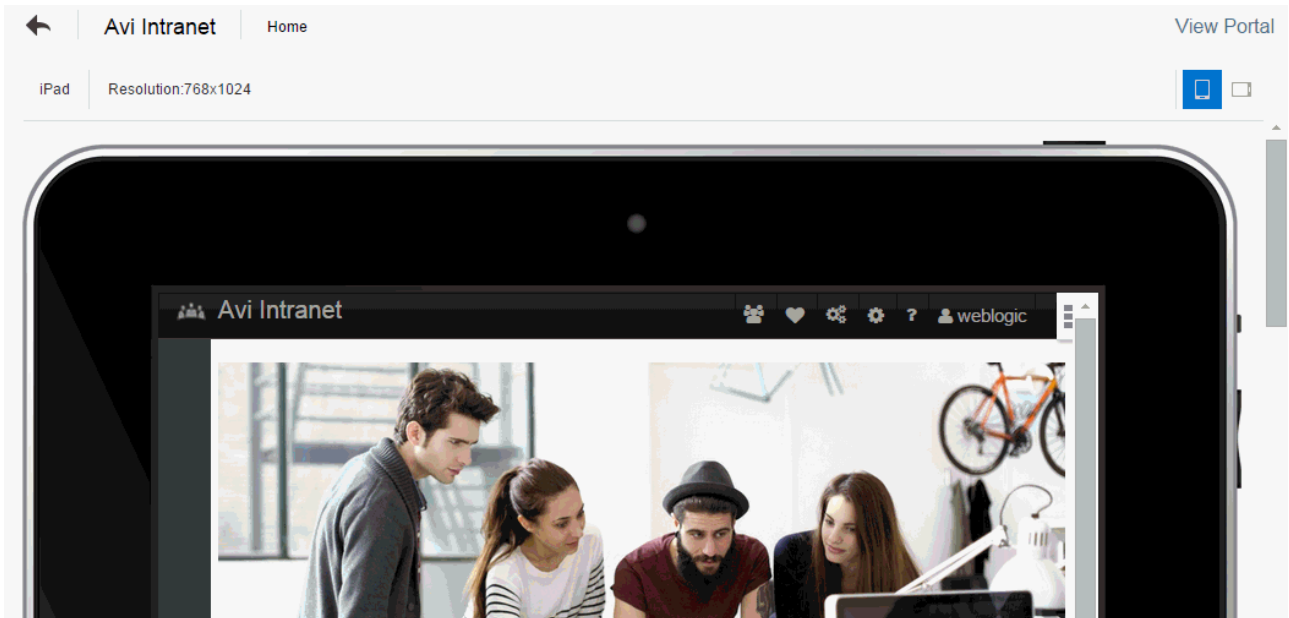 Avi Intranet Home View Portal
iPad Resolution:768x1024
Avi Intranet ? weblogic